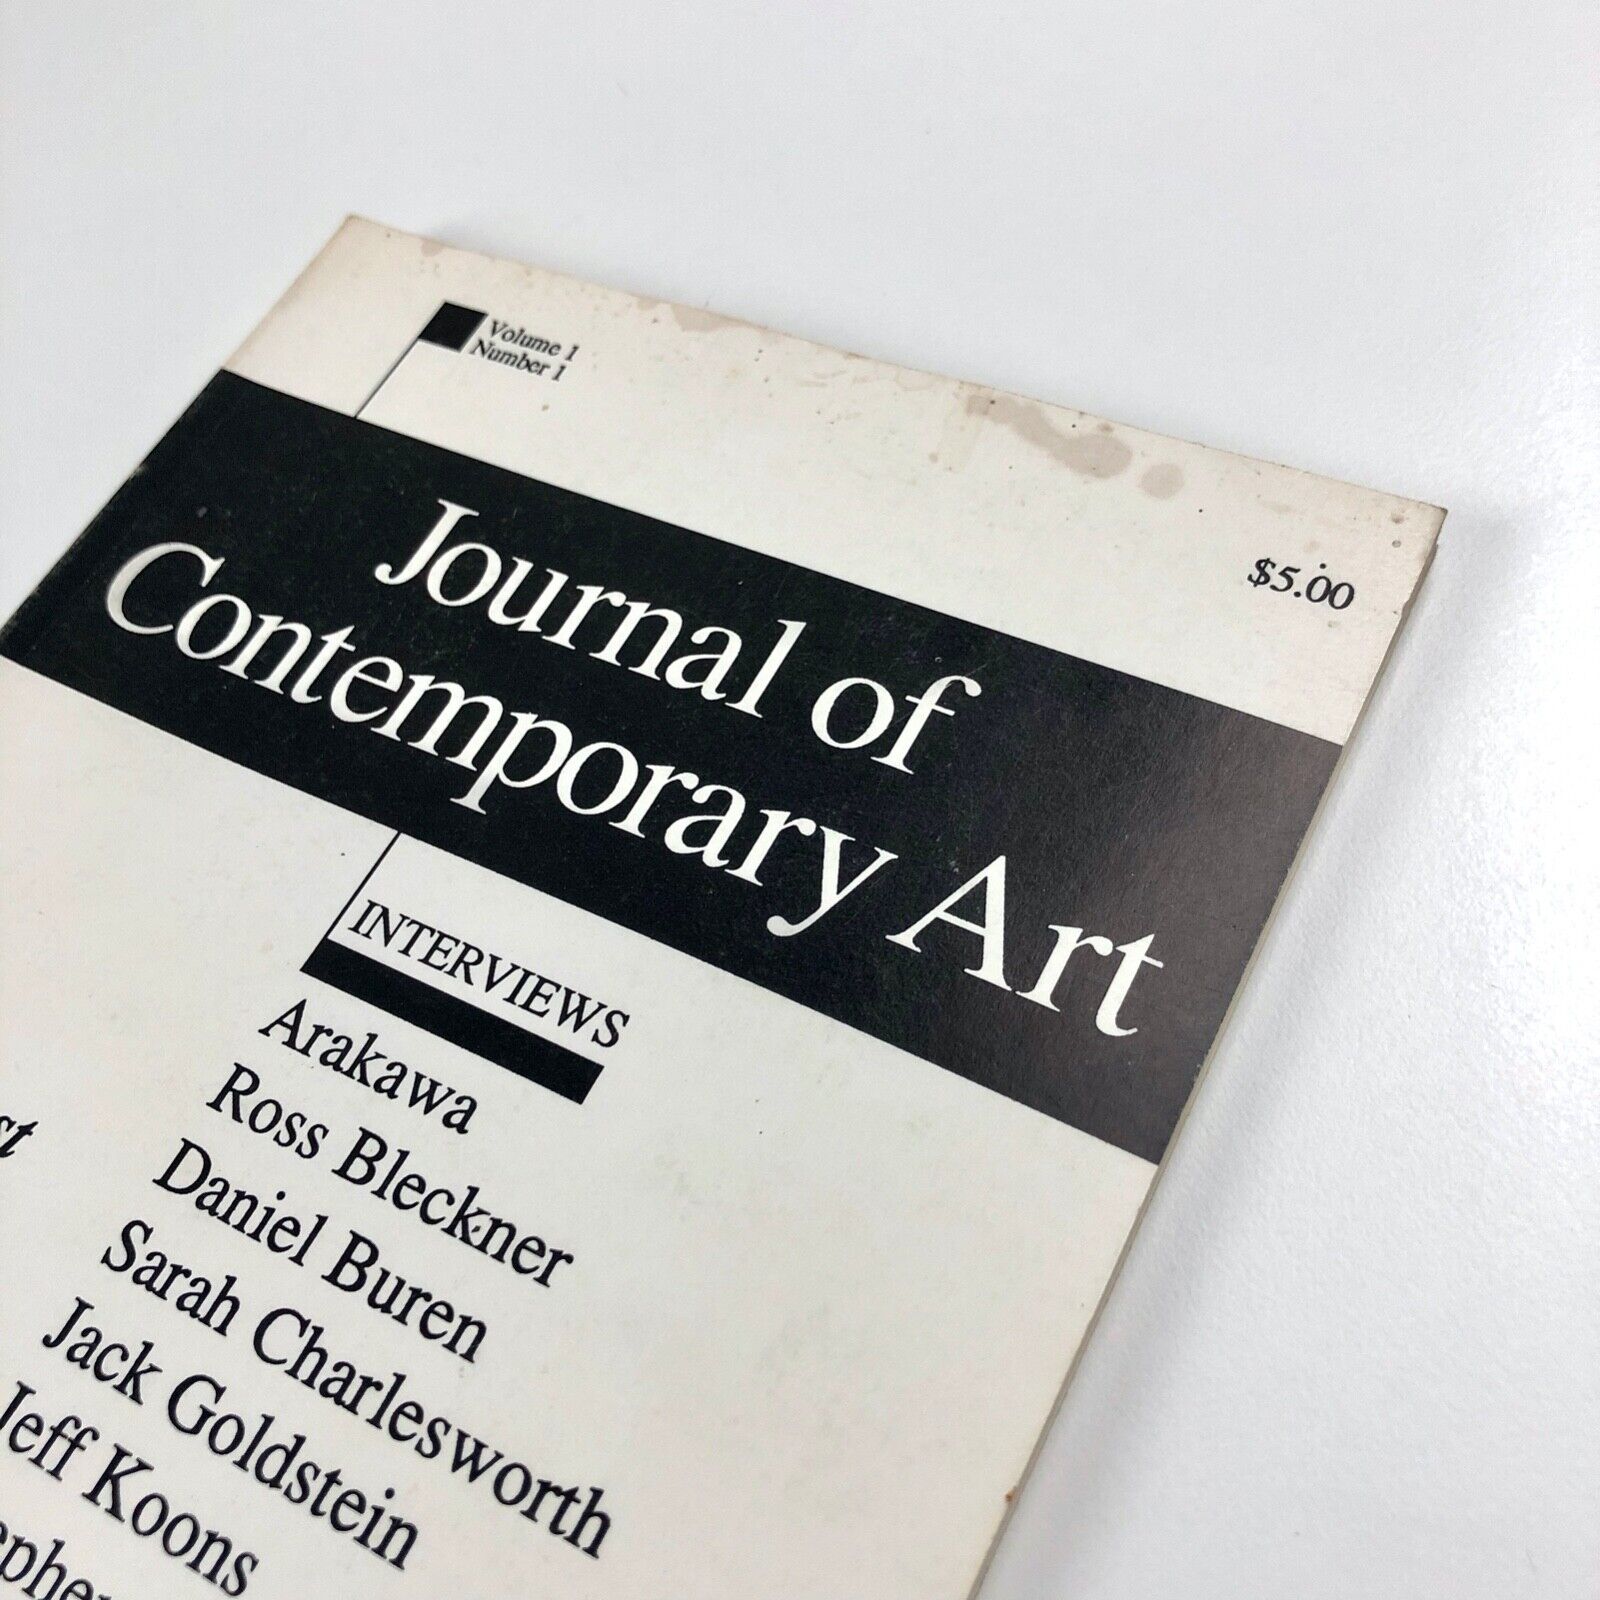 Volume 1
Number 1
$5.00
Journal of
Contemporary Art
INTERVIEWS
Arakawa
Ross Bleckner
Daniel Buren
Sarah Charlesworth
Jack Goldstein
Jeff Koons